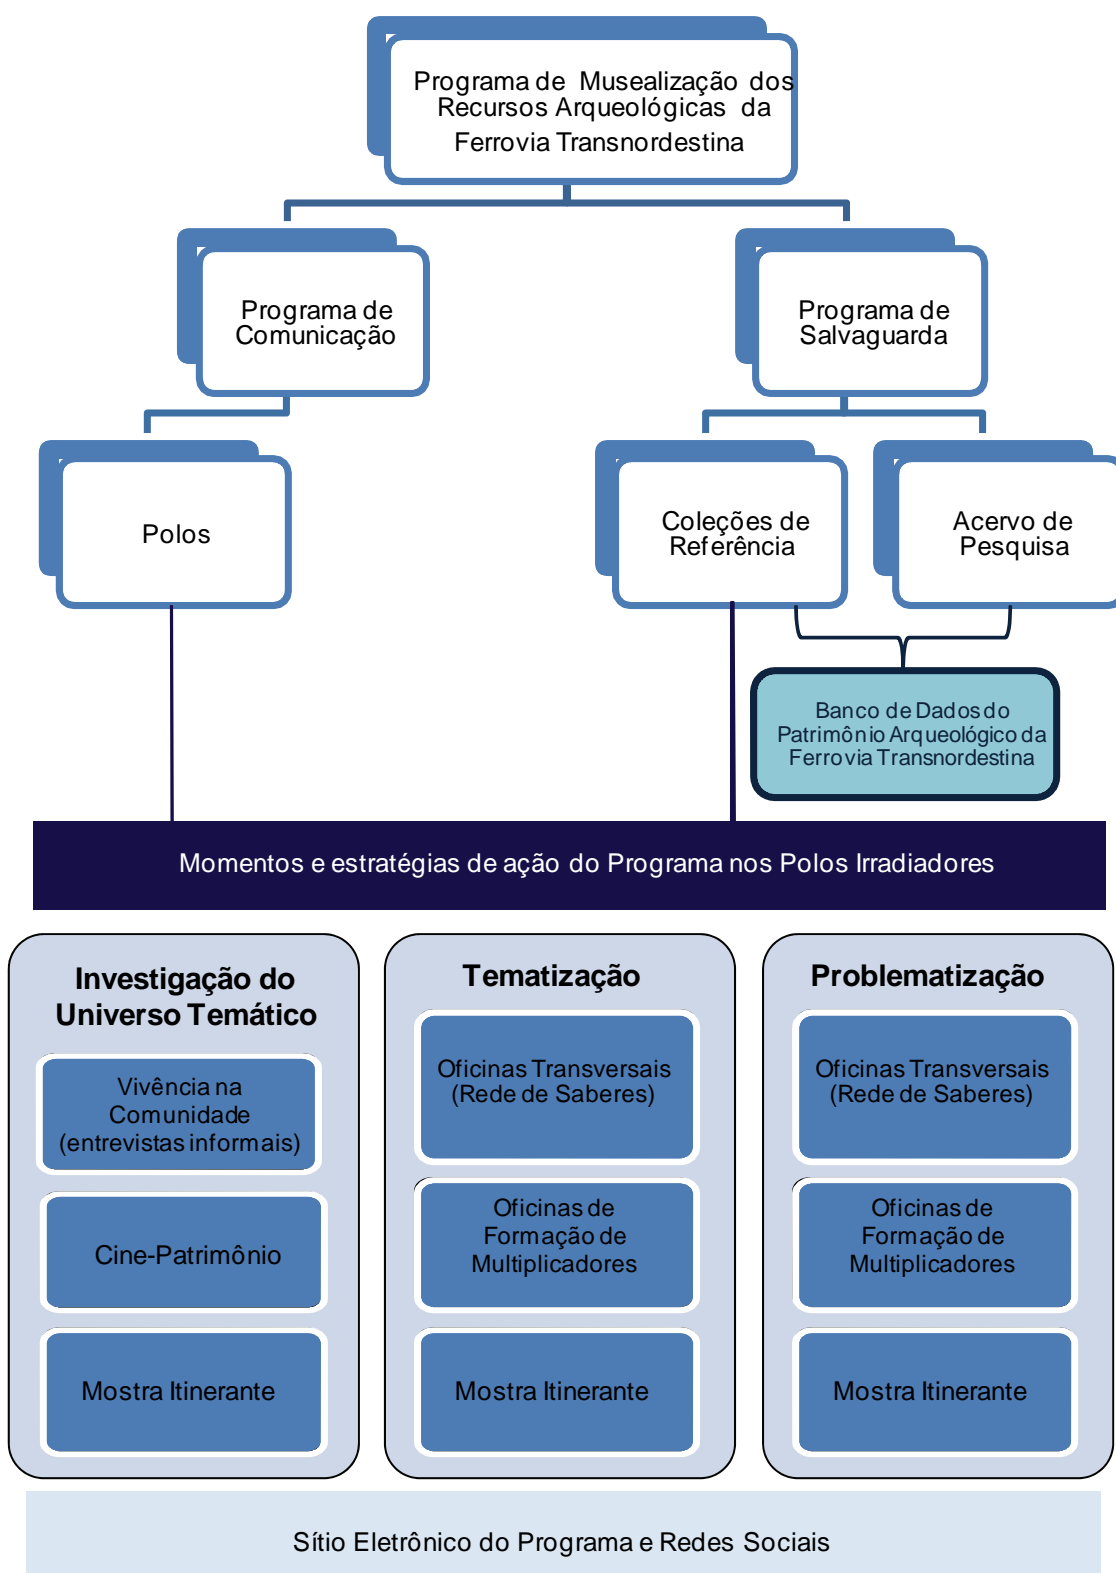 Programa de Musealização dos
Recursos Arqueológicas da
Ferrovia Transnordestina
Programa de
Comunicação
Programa de
Salvaguarda
Polos
Coleções de
Referência
Acervo de
Pesquisa
Banco de Dados do
Patrimônio Arqueológico da
Ferrovia Transnordestina
Momentos e estratégias de ação do Programa nos Polos Irradiadores
Investigação do
Universo Temático
Vivência na
Comunidade
(entrevistas informais)
Cine-Patrimônio
Mostra Itinerante
Tematização
Oficinas Transversais
(Rede de Saberes)
Oficinas de
Formação de
Multiplicadores
Mostra Itinerante
Problematização
Oficinas Transversais
(Rede de Saberes)
Oficinas de
Formação de
Multiplicadores
Mostra Itinerante
Sítio Eletrônico do Programa e Redes Sociais